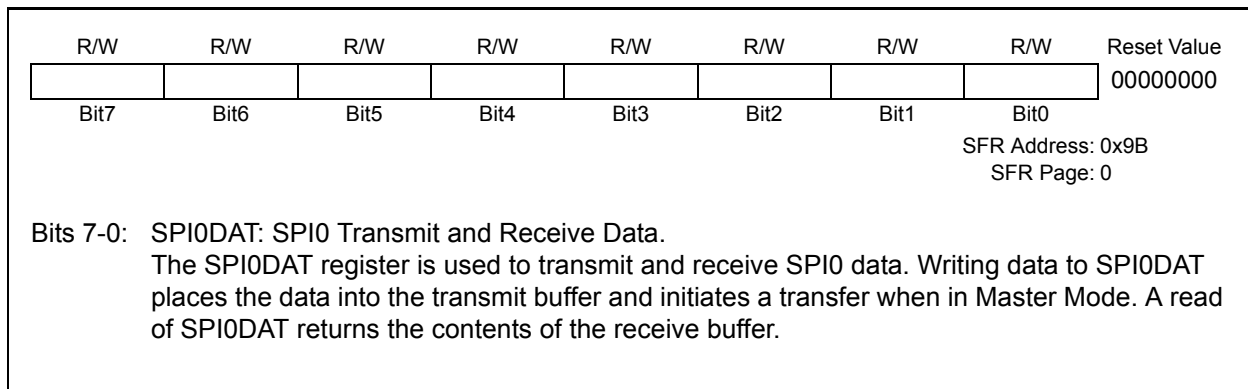 R/W R/W R/W R/W R/W R/W R/W R/W Reset Value
00000000
Bit7 Bit6 Bit5 Bit4 Bit3 Bit2 Bit1 Bit0
SFR Address: 0x9B
SFR Page: 0
Bits 7-0: SPI0DAT: SPI0 Transmit and Receive Data.
The SPI0DAT register is used to transmit and receive SPI0 data. Writing data to SPI0DAT
places the data into the transmit buffer and initiates a transfer when in Master Mode. A read
of SPI0DAT returns the contents of the receive buffer.